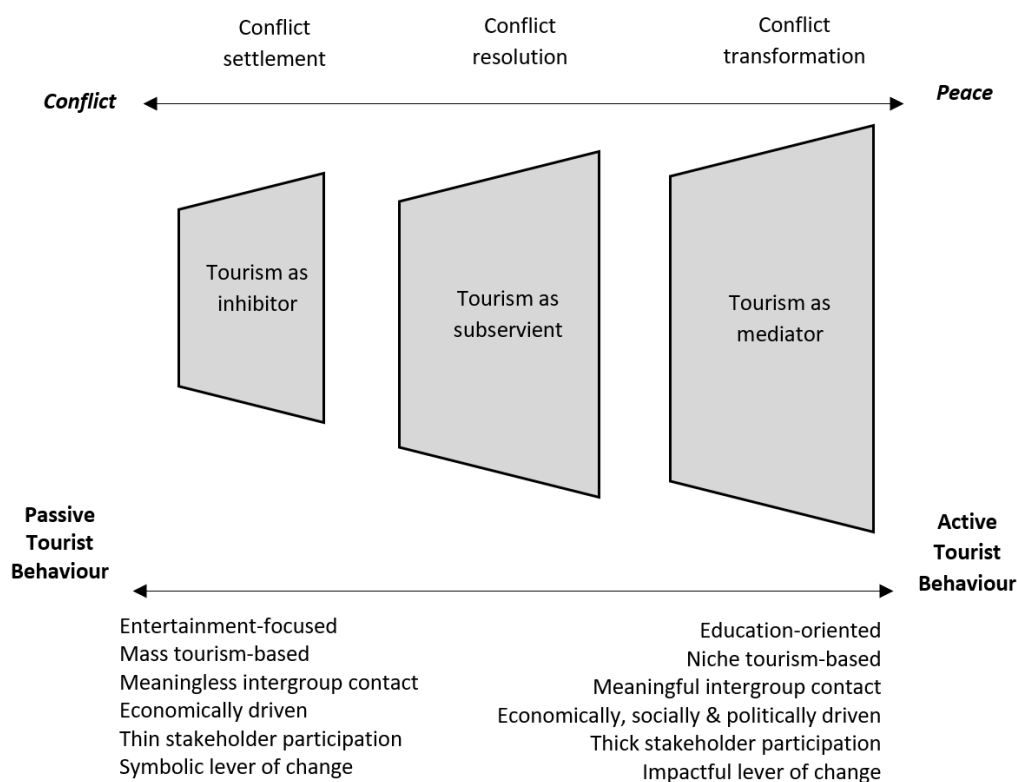 Conflict
settlement
Conflict
resolution
Conflict
transformation
Conflict
Peace
Tourism as
inhibitor
Tourism as
subservient
Tourism as
mediator
Passive
Tourist
Behaviour
Active
Tourist
Behaviour
Entertainment-focused
Mass tourism-based
Meaningless intergroup contact
Economically driven
Thin stakeholder participation
Symbolic lever of change
Education-oriented
Niche tourism-based
Meaningful intergroup contact
Economically, socially & politically driven
Thick stakeholder participation
Impactful lever of change